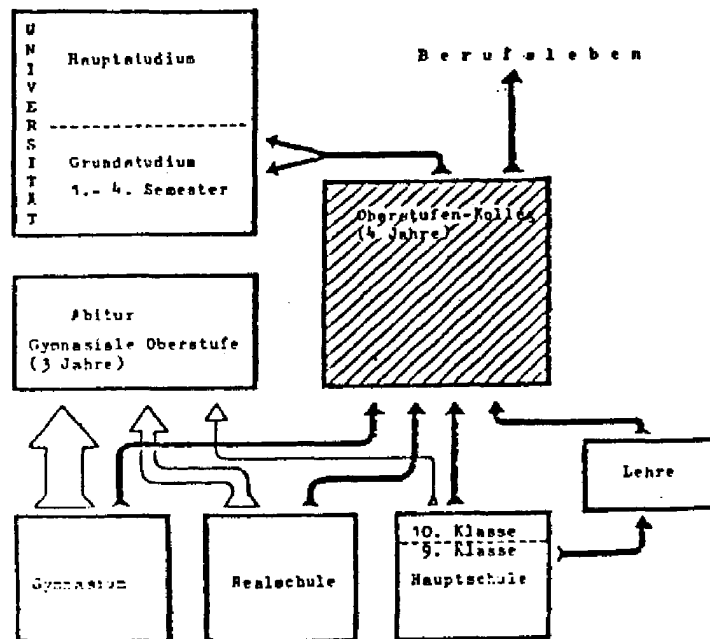 UNIVERSITÄT
Hauptstudium
Grundstudium
1.- 4. Semester
Berufsleben
Oberstufen-Kolleg
(4 Jahre)
Abitur
Gymnasiale Oberstufe
(3 Jahre)
Lehre
Gymnasium
Realschule
10. Klasse
9. Klasse
Hauptschule